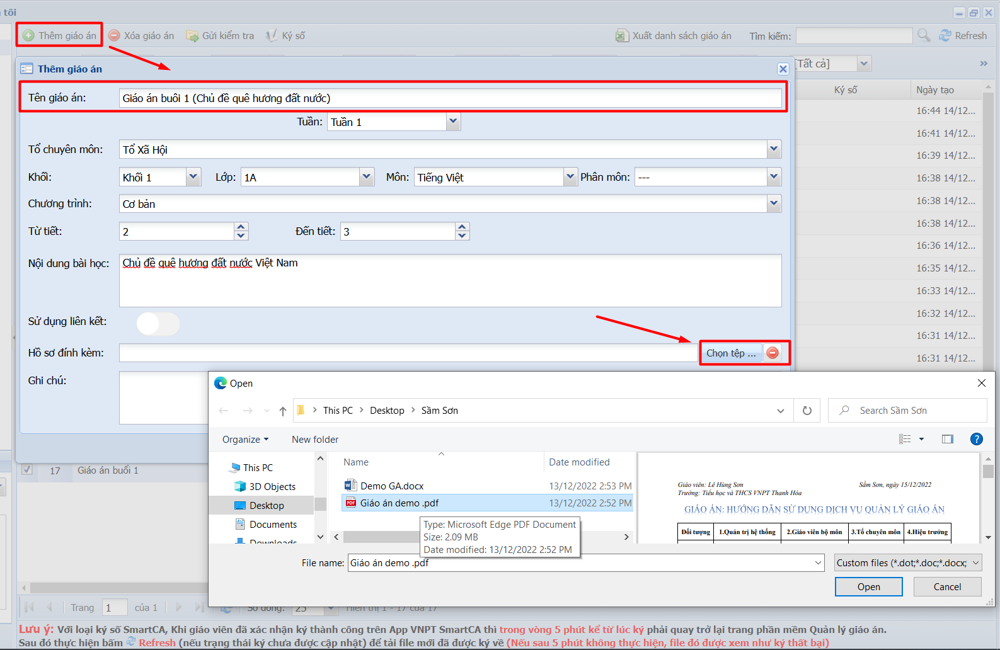 tôi
Thêm giáo án Xóa giáo án Gửi kiểm tra Ký số Xuất danh sách giáo án Tìm kiếm: Refresh
[Tất cả] »
Thêm giáo án
Ký số Ngày tạo
Tên giáo án: Giáo án buổi 1 (Chủ đề quê hương đất nước)
16:44 14/12...
Tuần: Tuần 1
16:41 14/12...
Tổ chuyên môn: Tổ Xã Hội
16:39 14/12...
Khối: Khối 1 Lớp: 1A Môn: Tiếng Việt Phân môn: ---
16:38 14/12...
Chương trình: Cơ bản
16:38 14/12...
16:38 14/12...
Từ tiết: 2 Đến tiết: 3
16:36 14/12...
Nội dung bài học: Chủ đề quê hương đất nước Việt Nam
16:35 14/12...
16:33 14/12...
16:32 14/12...
Sử dụng liên kết:
16:31 14/12...
Hồ sơ đính kèm: Chọn tệp ...
16:31 14/12...
Ghi chú:
Open
This PC > Desktop > Sầm Sơn
Search Sầm Sơn
Organize New folder
Name Date modified
This PC
3D Objects
Desktop
Documents
Downloads
Demo GA.docx 13/12/2022 2:53 PM
Giáo án demo .pdf 13/12/2022 2:52 PM
Type: Microsoft Edge PDF Document
Size: 2.09 MB
Date modified: 13/12/2022 2:52 PM
Giáo viên: Lê Hùng Sơn Sầm Sơn, ngày 15/12/2022
Trường: Tiểu học và THCS VNPT Thanh Hóa
GIÁO ÁN: HƯỚNG DẪN SỬ DỤNG DỊCH VỤ QUẢN LÝ GIÁO ÁN
Đối tượng 1.Quản trị hệ thống 2.Giáo viên bộ môn 3.Tổ chuyên môn 4.Hiệu trưởng
File name: Giáo án demo .pdf Custom files (*.dot;*.doc;*.docx;
Open Cancel
17 Giáo án buổi 1
Trang 1 của 1 Số dòng: 25 Hiển thị 1 - 17 của 17
Lưu ý: Với loại ký số SmartCA, Khi giáo viên đã xác nhận ký thành công trên App VNPT SmartCA thì trong vòng 5 phút kể từ lúc ký phải quay trở lại trang phần mềm Quản lý giáo án.
Sau đó thực hiện bấm Refresh (nếu trạng thái ký chưa được cập nhật) để tải file mới đã được ký về (Nếu sau 5 phút không thực hiện, file đó được xem như ký thất bại)